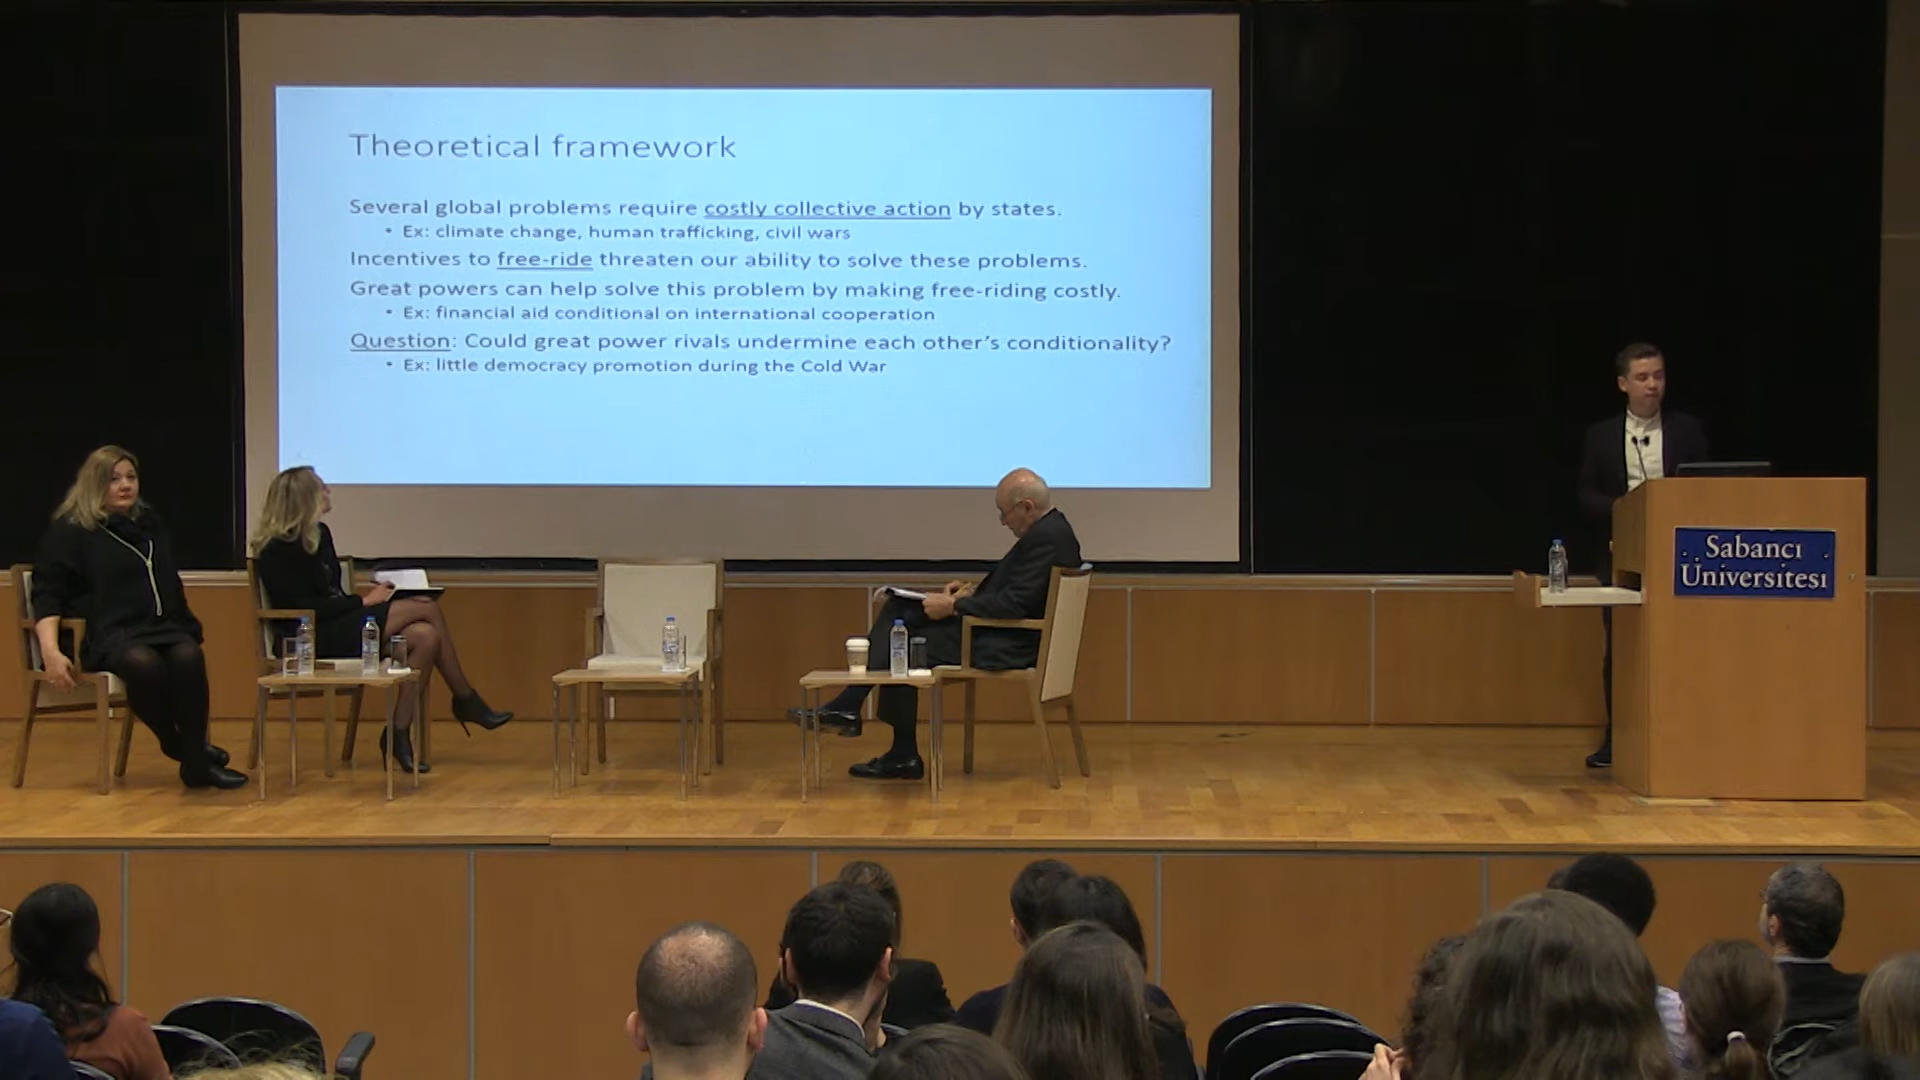 Theoretical framework
Several global problems require costly collective action by states.
• Ex: climate change, human trafficking, civil wars
Incentives to free-ride threaten our ability to solve these problems.
Great powers can help solve this problem by making free-riding costly.
• Ex: financial aid conditional on international cooperation
Question: Could great power rivals undermine each other's conditionality?
• Ex: little democracy promotion during the Cold War
Sabancı
Üniversitesi